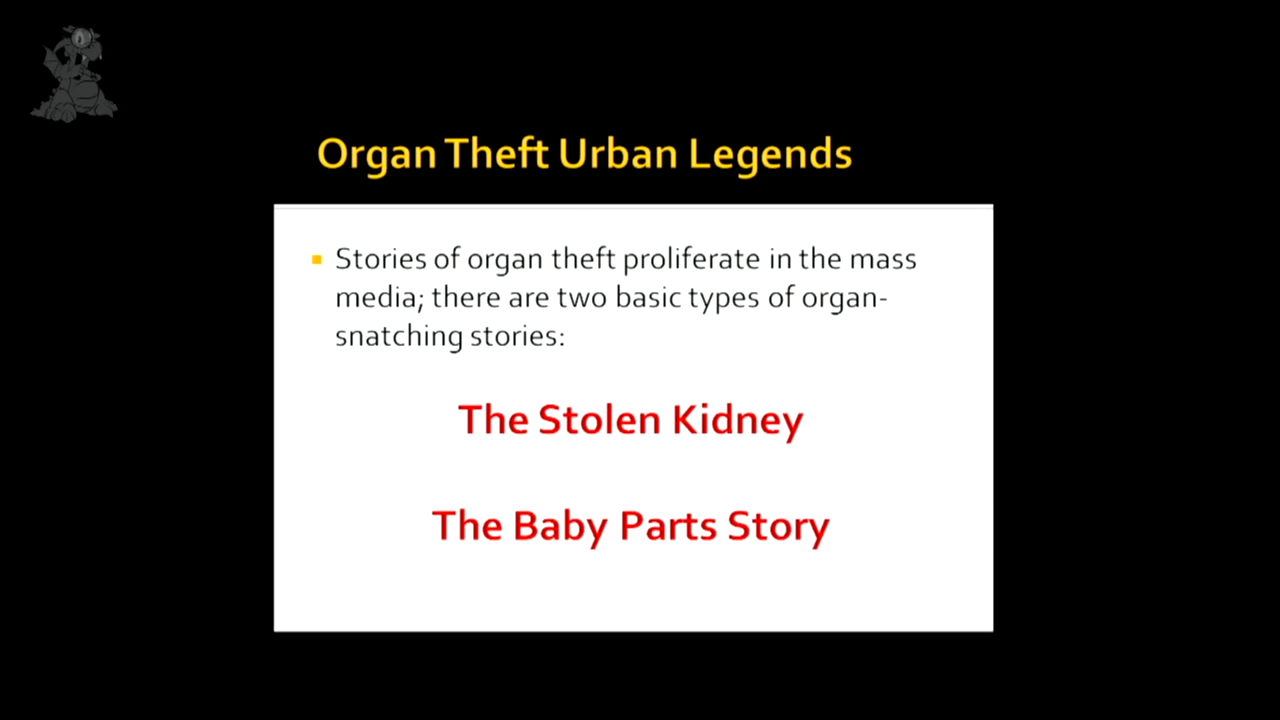 Organ Theft Urban Legends
Stories of organ theft proliferate in the mass
media; there are two basic types of organ-
snatching stories:
The Stolen Kidney
The Baby Parts Story